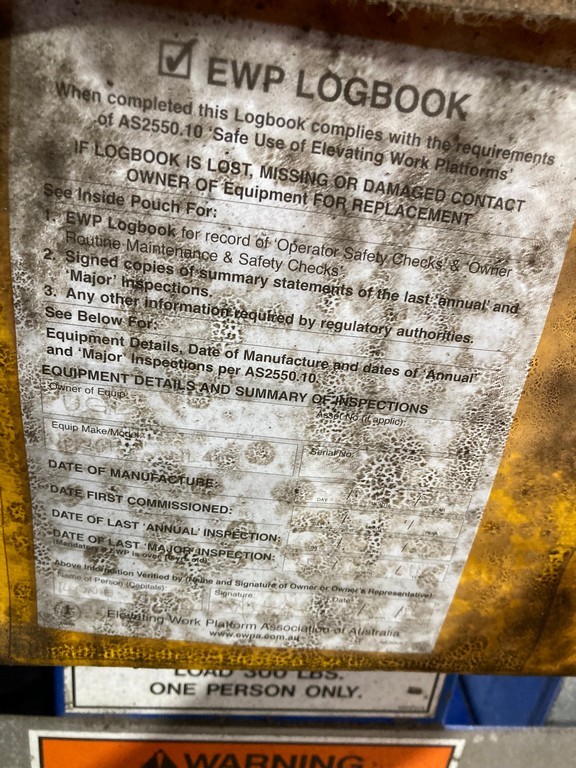 EWP LOGBOOK
When completed this Logbook complies with the requirements
of AS2550.10 'Safe Use of Elevating Work Platforms'
IF LOGBOOK IS LOST, MISSING OR DAMAGED CONTACT
OWNER OF Equipment FOR REPLACEMENT
See Inside Pouch For:
1. EWP Logbook for record of 'Operator Safety Checks' & 'Owner
Routine Maintenance & Safety Checks'
2. Signed copies of summary statements of the last 'annual' and
'Major' Inspections.
3. Any other information required by regulatory authorities.
See Below For:
Equipment Details, Date of Manufacture and dates of 'Annual'
and 'Major' Inspections per AS2550.10.
EQUIPMENT DETAILS AND SUMMARY OF INSPECTIONS
Owner of Equip: Asset No (if applic):
Equip Make/Model: Serial No:
DATE OF MANUFACTURE: / /
DATE FIRST COMMISSIONED: DAY / /
DATE OF LAST 'ANNUAL' INSPECTION: / /
DATE OF LAST 'MAJOR' INSPECTION: / /
Above Information Verified by (Name and Signature of Owner or Owner's Representative)
Name of Person (Capitals): Signature: Date: / /
Elevating Work Platform Association of Australia
www.ewpa.com.au
LOAD 300 LBS.
ONE PERSON ONLY.
WARNING